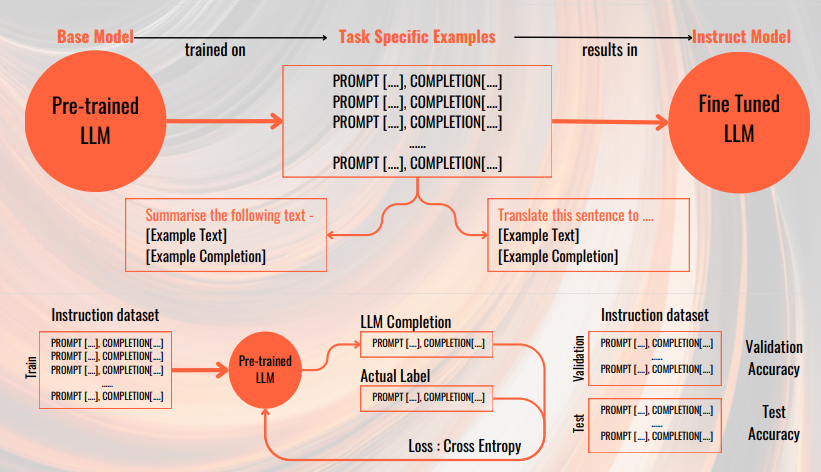 Base Model
trained on
Task Specific Examples
results in
Instruct Model
Pre-trained
LLM
PROMPT [....], COMPLETION[....]
PROMPT [....], COMPLETION[....]
PROMPT [....], COMPLETION[....]
......
PROMPT [....], COMPLETION[....]
Fine Tuned
LLM
Summarise the following text -
[Example Text]
[Example Completion]
Translate this sentence to ....
[Example Text]
[Example Completion]
Instruction dataset
Train
PROMPT [....], COMPLETION[....]
PROMPT [....], COMPLETION[....]
PROMPT [....], COMPLETION[....]
......
PROMPT [....], COMPLETION[....]
Pre-trained
LLM
LLM Completion
PROMPT [....], COMPLETION[....]
Actual Label
PROMPT [....], COMPLETION[....]
Loss : Cross Entropy
Instruction dataset
Validation
PROMPT [....], COMPLETION[....]
......
PROMPT [....], COMPLETION[....]
Validation
Accuracy
Test
PROMPT [....], COMPLETION[....]
......
PROMPT [....], COMPLETION[....]
Test
Accuracy